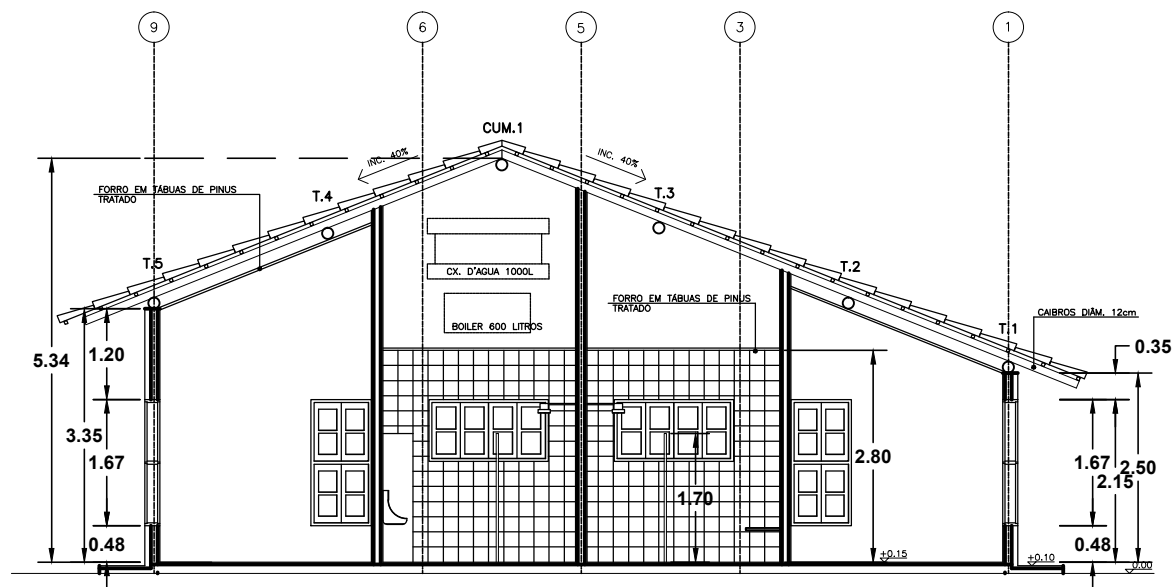 9
6
5
3
1
CUM.1
INC. 40%
INC. 40%
FORRO EM TÁBUAS DE PINUS
TRATADO
T.4
T.3
T.5
CX. D'AGUA 1000L
T.2
FORRO EM TÁBUAS DE PINUS
TRATADO
BOILER 600 LITROS
CAIBROS DIÂM. 12cm
T.1
5.34
1.20
0.35
3.35
1.67
2.80
1.67
2.50
2.15
1.70
0.48
0.48
+0.15
+0.10
0.00